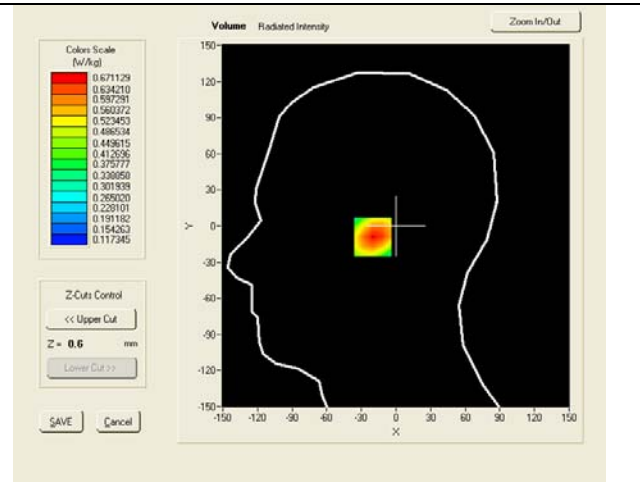 Volume Radiated Intensity
Zoom In/Out
Colors Scale
(W/kg)
0.671129
0.634210
0.597291
0.560372
0.523453
0.486534
0.449615
0.412696
0.375777
0.338858
0.301939
0.265020
0.228101
0.191182
0.154263
0.117345
Z-Cuts Control
<< Upper Cut
Z = 0.6 mm
Lower Cut >>
SAVE Cancel
150
120
90
60
30
0
-30
-60
-90
-120
-150
Y
-150 -120 -90 -60 -30 0 30 60 90 120 150
X